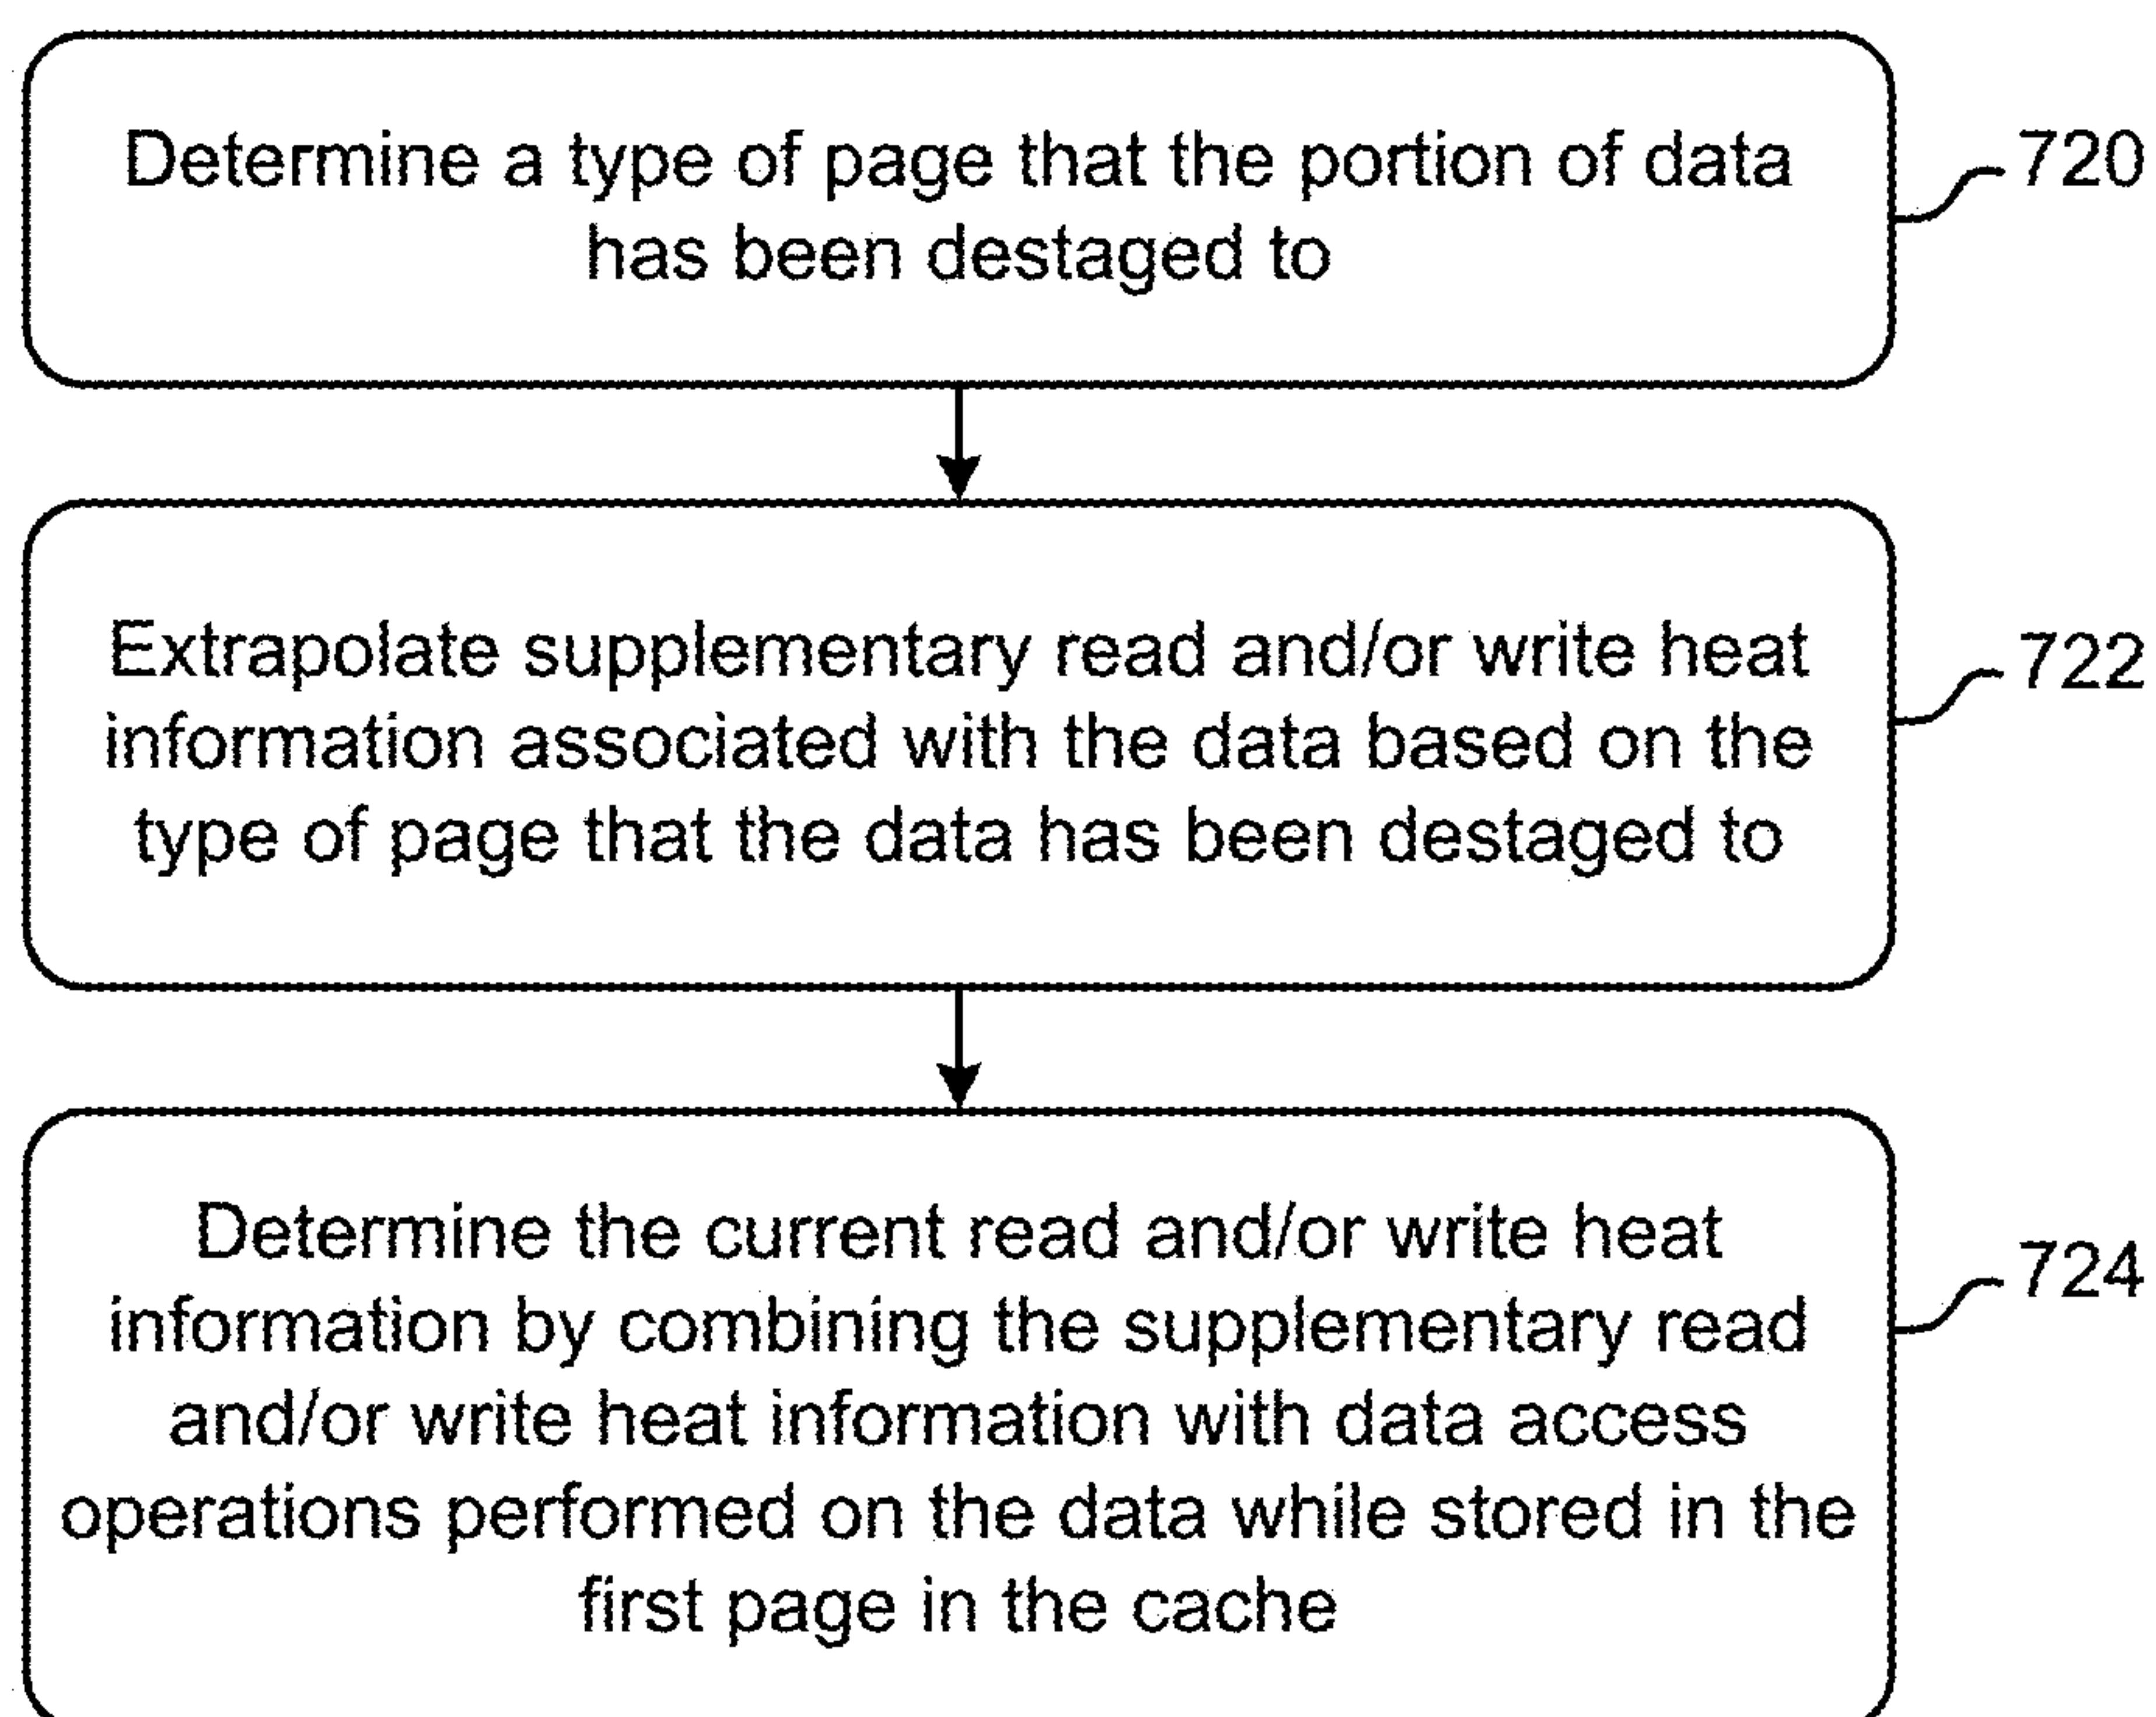 Determine a type of page that the portion of data
has been destaged to
720
Extrapolate supplementary read and/or write heat
information associated with the data based on the
type of page that the data has been destaged to
722
Determine the current read and/or write heat
information by combining the supplementary read
and/or write heat information with data access
operations performed on the data while stored in the
first page in the cache
724